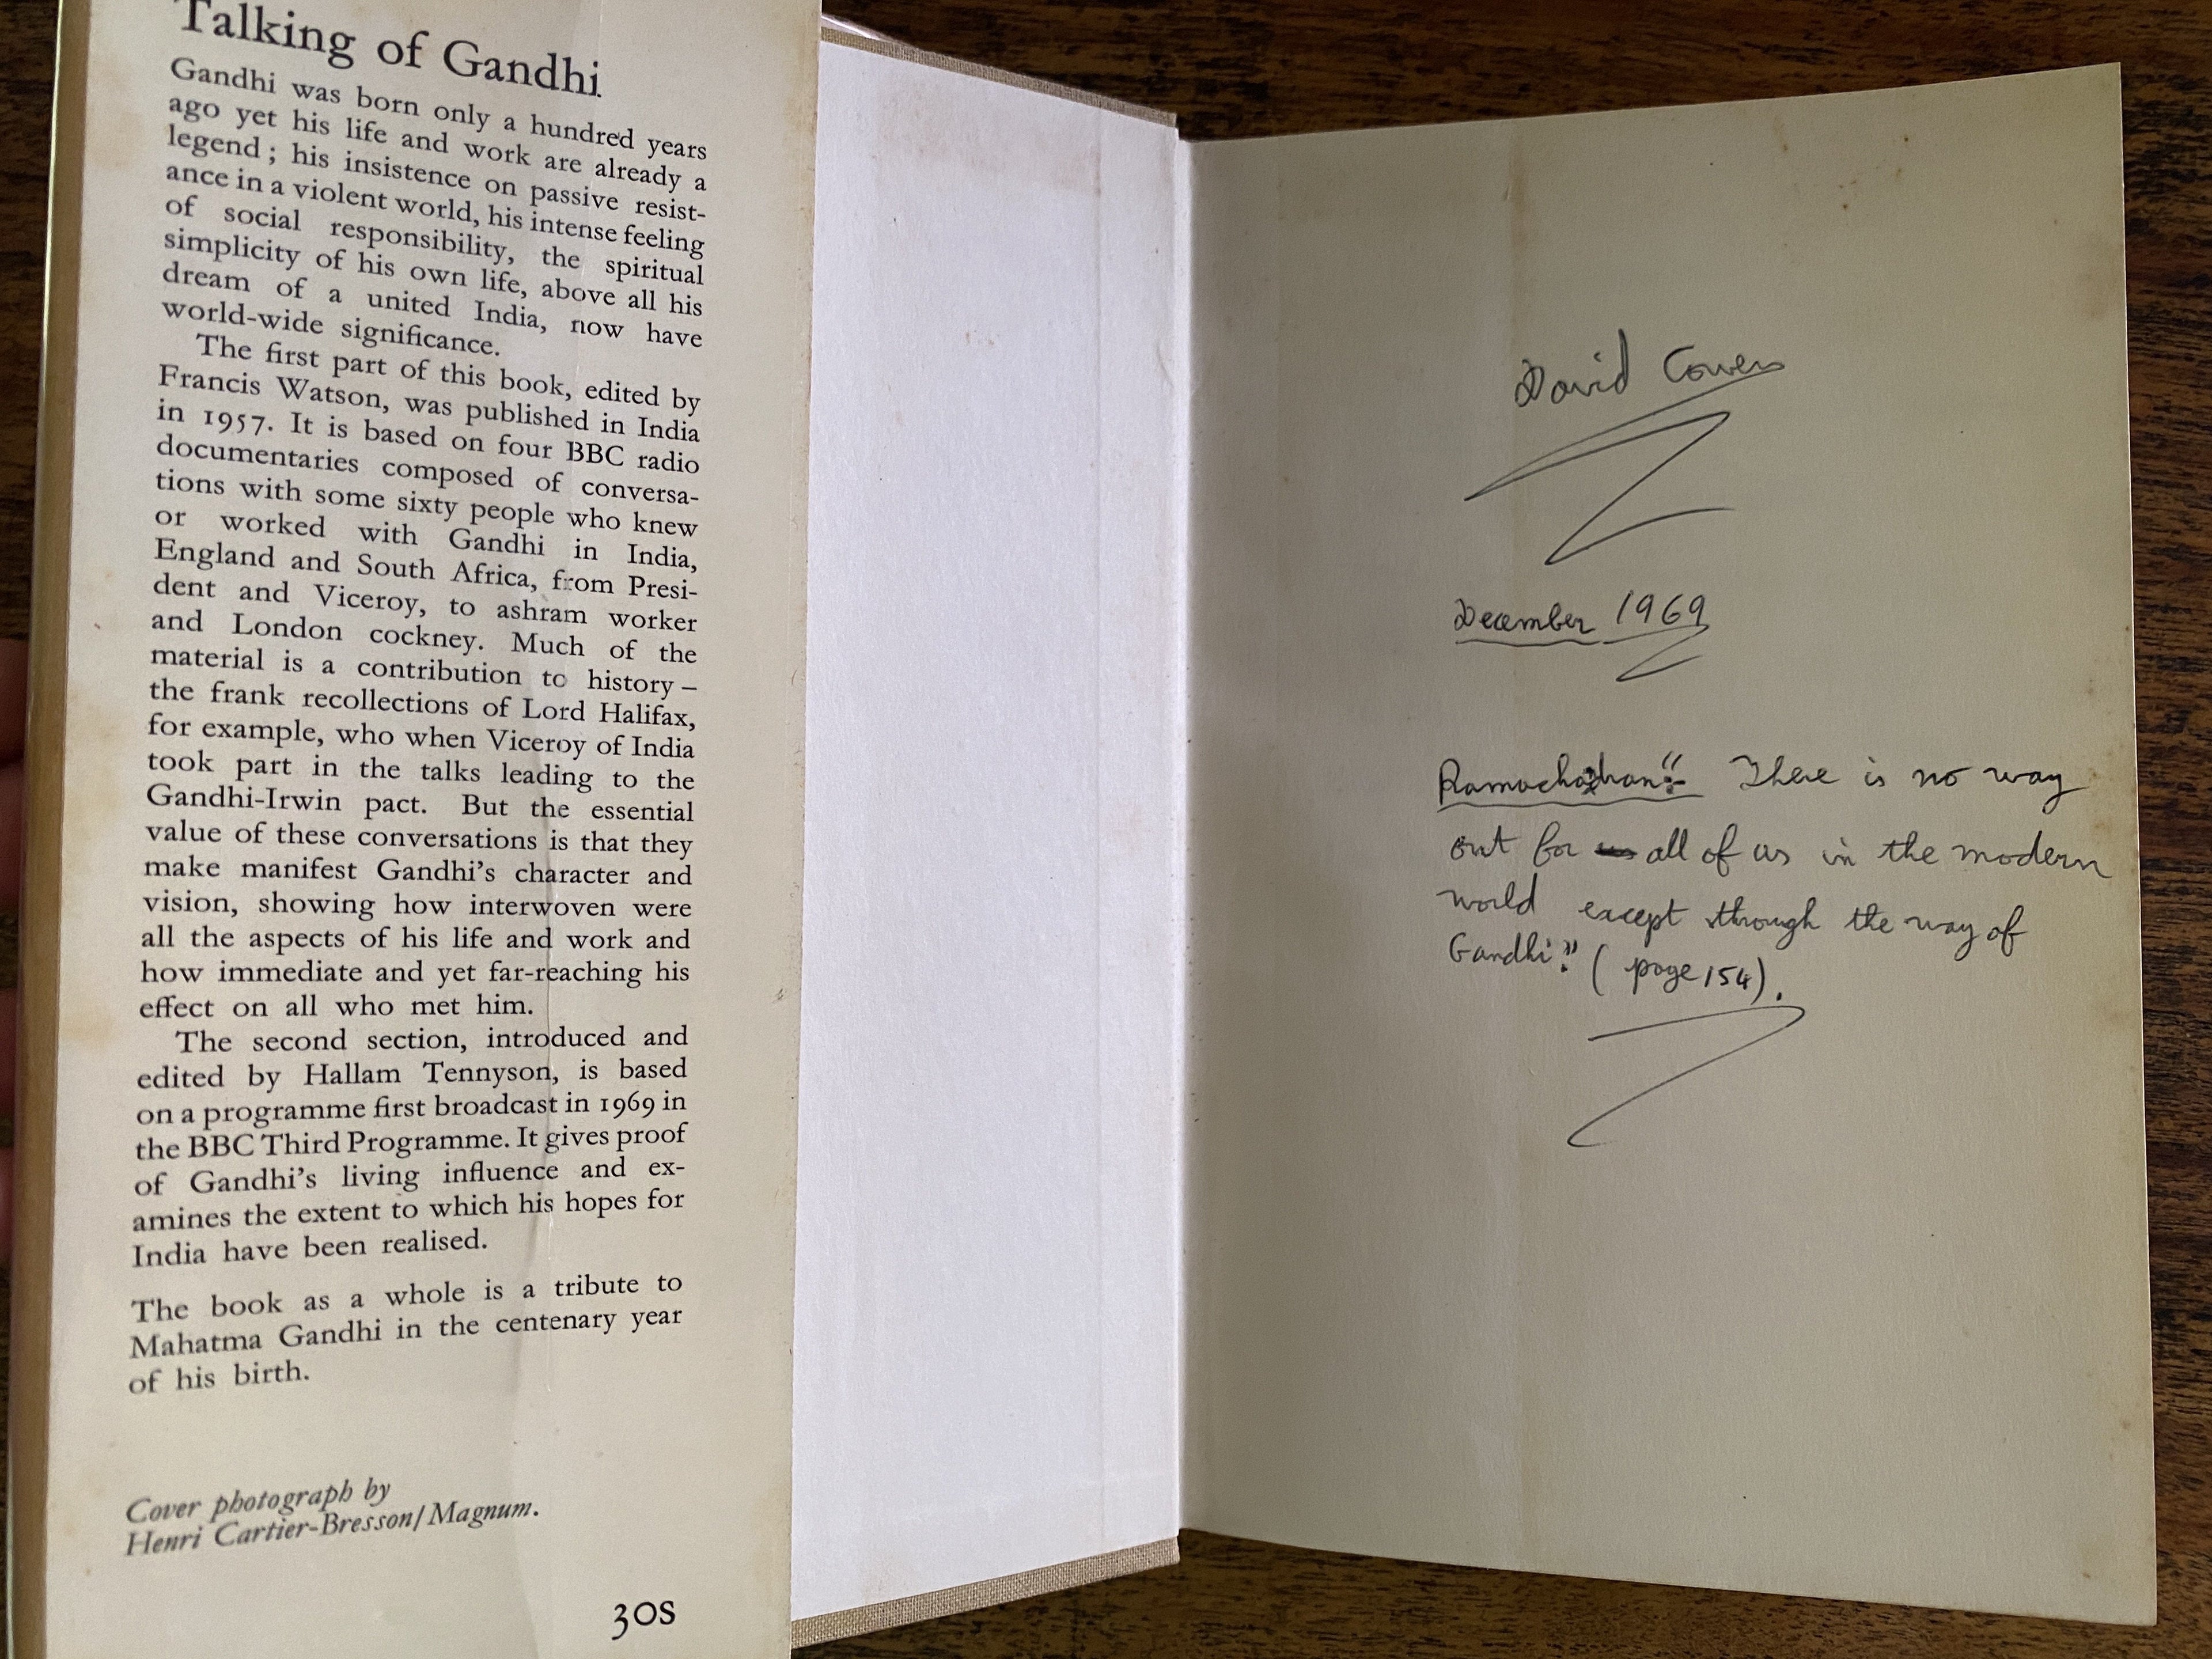 Talking of Gandhi
Gandhi was born only a hundred years
ago yet his life and work are already a
legend; his insistence on passive resist-
ance in a violent world, his intense feeling
of social responsibility, the spiritual
simplicity of his own life, above all his
dream of a united India, now have
world-wide significance.
The first part of this book, edited by
Francis Watson, was published in India
in 1957. It is based on four BBC radio
documentaries composed of conversa-
tions with some sixty people who knew
or worked with Gandhi in India,
England and South Africa, from Presi-
dent and Viceroy, to ashram worker
and London cockney. Much of the
material is a contribution to history –
the frank recollections of Lord Halifax,
for example, who when Viceroy of India
took part in the talks leading to the
Gandhi-Irwin pact. But the essential
value of these conversations is that they
make manifest Gandhi's character and
vision, showing how interwoven were
all the aspects of his life and work and
how immediate and yet far-reaching his
effect on all who met him.
The second section, introduced and
edited by Hallam Tennyson, is based
on a programme first broadcast in 1969 in
the BBC Third Programme. It gives proof
of Gandhi's living influence and ex-
amines the extent to which his hopes for
India have been realised.
The book as a whole is a tribute to
Mahatma Gandhi in the centenary year
of his birth.
Cover photograph by
Henri Cartier-Bresson/Magnum.
30s
David
December 1969
"There is no way
out for all of us in the modern
world except through the way of
Gandhi." (page 154).